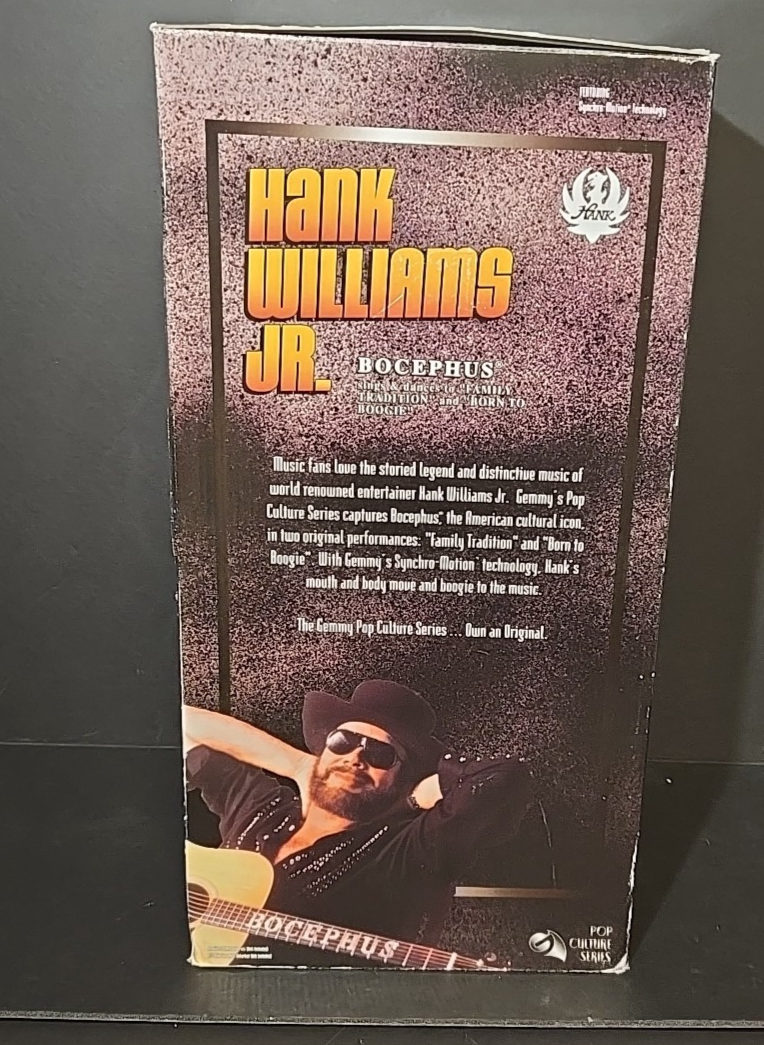 FEATURING
Synchro-Motion® Technology
Hank
WILLIAMS
JR.
HANK
BOCEPHUS®
sings & dances to "FAMILY
TRADITION" and "BORN TO
BOOGIE"
Music fans love the storied legend and distinctive music of
world renowned entertainer Hank Williams Jr. Gemmy's Pop
Culture Series captures Bocephus,® the American cultural icon,
in two original performances: "Family Tradition" and "Born to
Boogie". With Gemmy's Synchro-Motion® technology, Hank's
mouth and body move and boogie to the music.
The Gemmy Pop Culture Series ... Own an Original.
BOCEPHUS
POP
CULTURE
SERIES